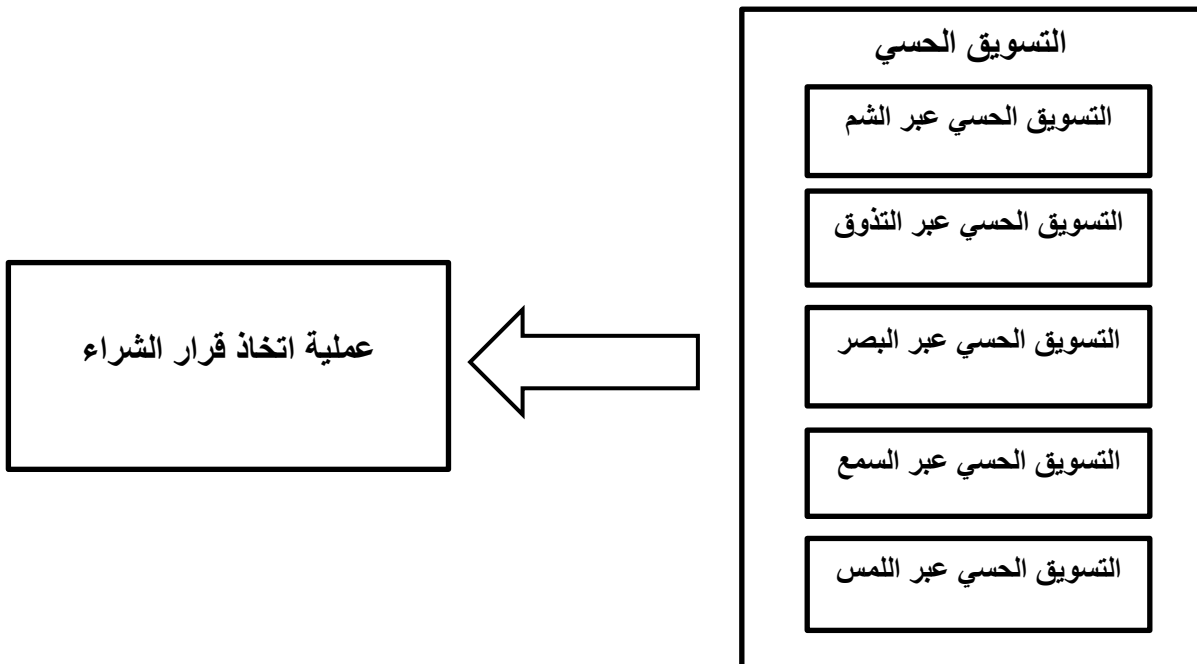 التسويق الحسي
التسويق الحسي عبر الشم
التسويق الحسي عبر التذوق
التسويق الحسي عبر البصر
التسويق الحسي عبر السمع
التسويق الحسي عبر اللمس
عملية اتخاذ قرار الشراء